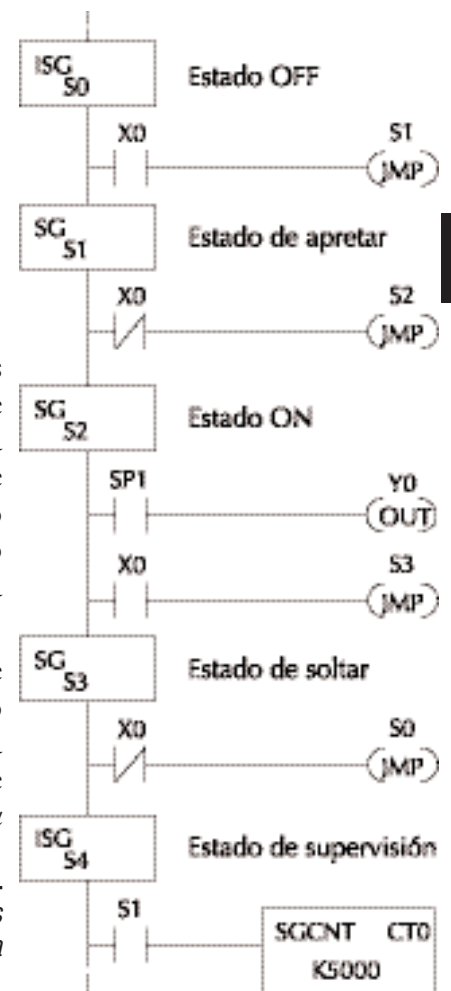 ISG
S0
Estado OFF
X0 S1
JMP
SG
S1
Estado de apretar
X0 S2
JMP
SG
S2
Estado ON
SP1 Y0
OUT
X0 S3
JMP
SG
S3
Estado de soltar
X0 S0
JMP
ISG
S4
Estado de supervisión
S1
SGCNT CT0
K5000